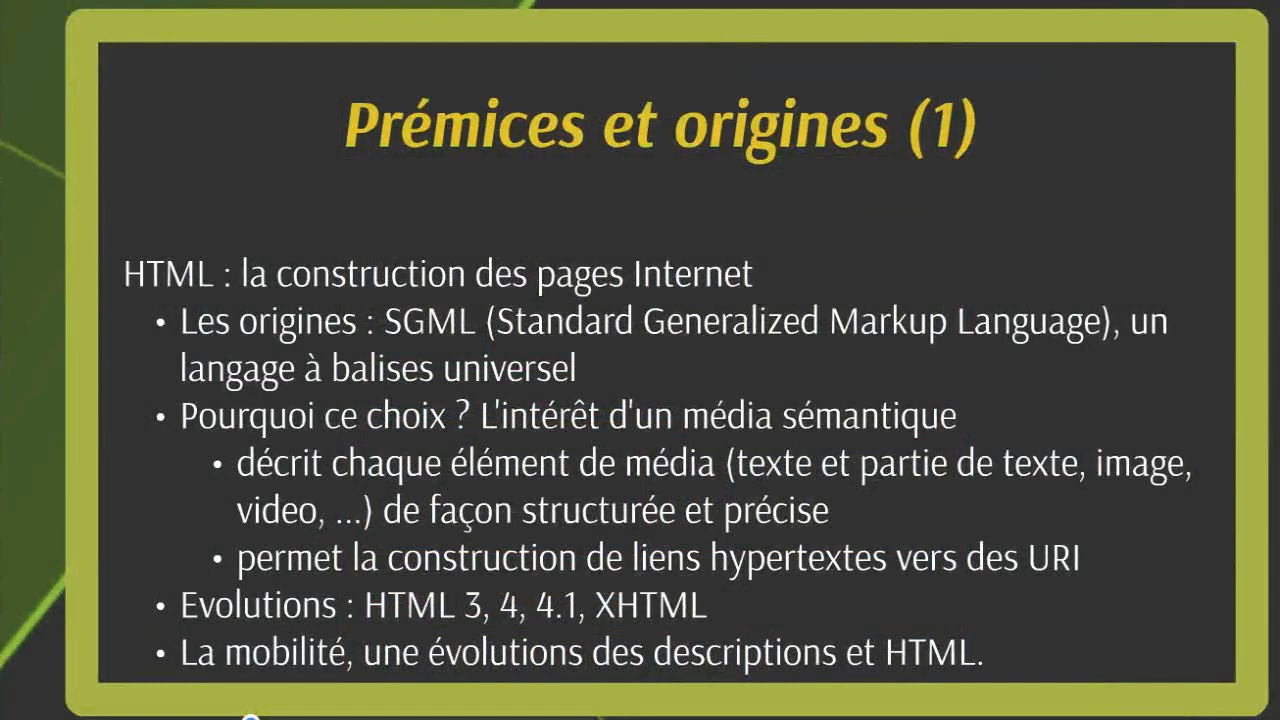 Prémices et origines (1)
HTML : la construction des pages Internet
• Les origines : SGML (Standard Generalized Markup Language), un
langage à balises universel
• Pourquoi ce choix ? L'intérêt d'un média sémantique
• décrit chaque élément de média (texte et partie de texte, image,
video, ...) de façon structurée et précise
• permet la construction de liens hypertextes vers des URI
• Evolutions : HTML 3, 4, 4.1, XHTML
• La mobilité, une évolutions des descriptions et HTML.